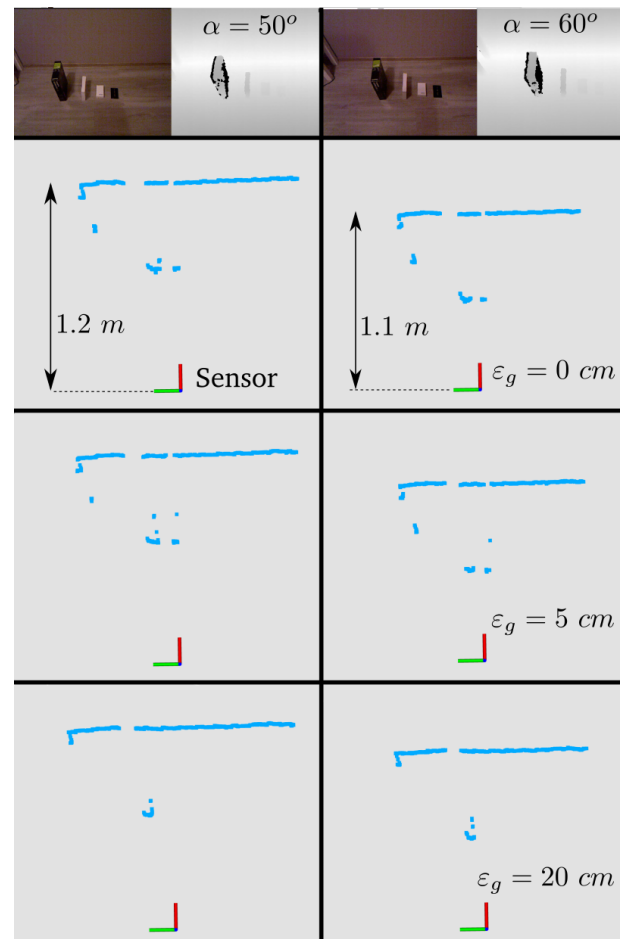 α = 50°
α = 60°
1.2 m
Sensor
1.1 m
ε_g = 0 cm
ε_g = 5 cm
ε_g = 20 cm